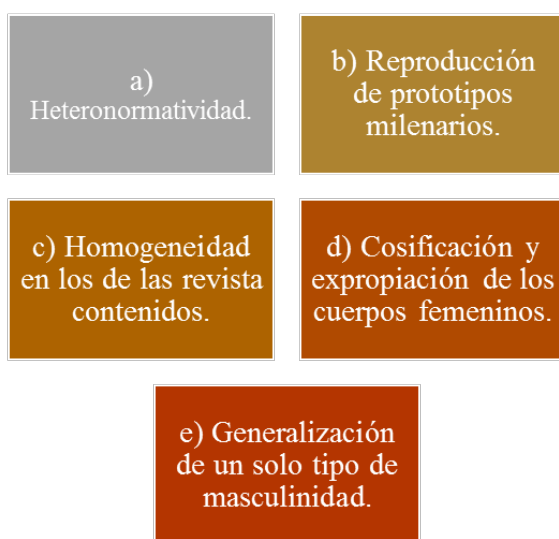 a)
Heteronormatividad.
b) Reproducción
de prototipos
milenarios.
c) Homogeneidad
en los de las revista
contenidos.
d) Cosificación y
expropiación de los
cuerpos femeninos.
e) Generalización
de un solo tipo de
masculinidad.